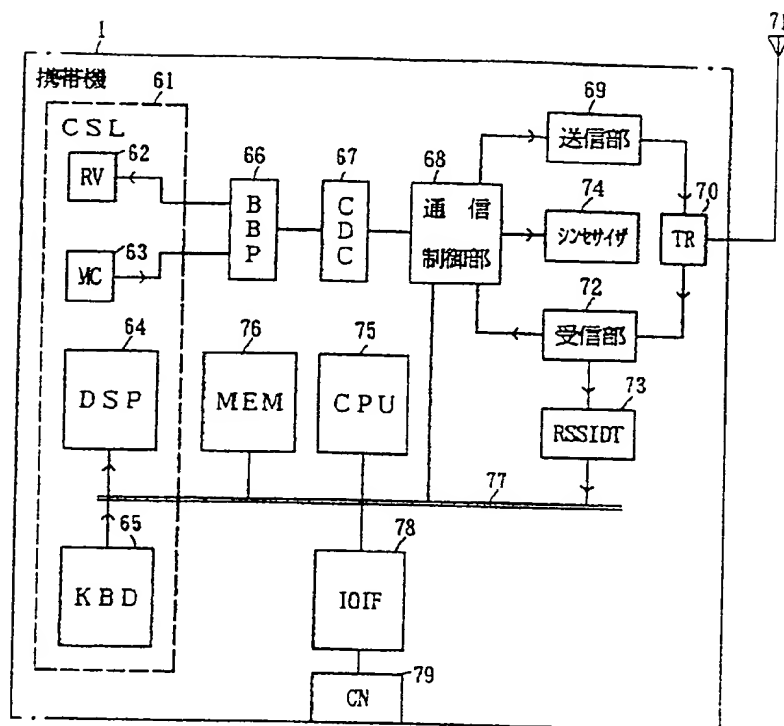 1
71
携帯機
61
CSL
62
RV
63
MC
64
DSP
65
KBD
66
BBP
67
CDC
68
通信
制御部
69
送信部
74
シンセサイザ
70
TR
72
受信部
73
RSSIDT
76
MEM
75
CPU
77
78
IOIF
79
CN